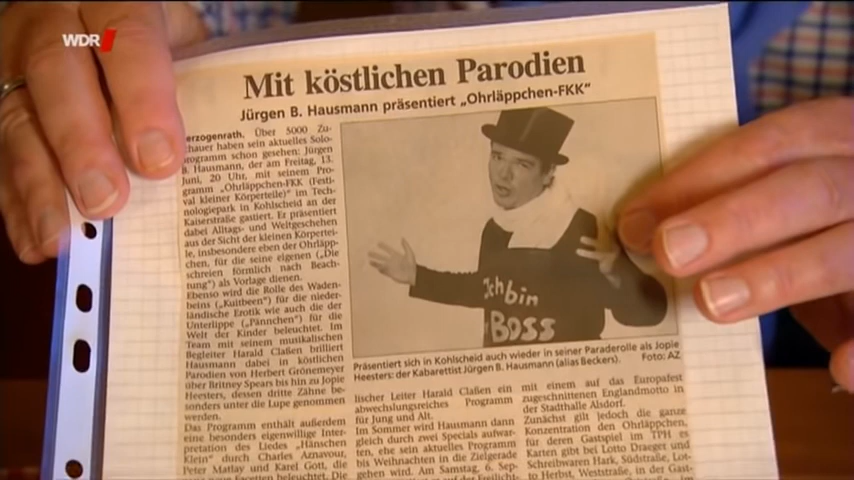 WDR
Mit köstlichen Parodien
Jürgen B. Hausmann präsentiert „Ohrläppchen-FKK“
erzogenrath. Über 5000 Zu-
schauer haben sein aktuelles Solo-
programm schon gesehen: Jürgen
B. Hausmann, der am Freitag, 13.
Juni, 20 Uhr, mit seinem Pro-
gramm „Ohrläppchen-FKK (Festi-
val kleiner Körperteile)“ im Tech-
nologiepark in Kohlscheid an der
Kaiserstraße gastiert. Er präsentiert
dabei Alltags- und Weltgeschehen
aus der Sicht der kleinen Körpertei-
le, insbesondere eben der Ohrläpp-
chen, für die seine eigenen („Die
schreien förmlich nach Beach-
tung“) als Vorlage dienen.
Ebenso wird die Rolle des Waden-
beins („Kuitbeen“) für die nieder-
ländische Erotik wie auch die der
Unterlippe („Pännchen“) für die
Welt der Kinder beleuchtet. Im
Team mit seinem musikalischen
Begleiter Harald Claßen brilliert
Hausmann dabei in köstlichen
Parodien von Herbert Grönemeyer
über Britney Spears bis hin zu Jopie
Heesters, dessen dritte Zähne be-
sonders unter die Lupe genommen
werden.
Das Programm enthält außerdem
eine besonders eigenwillige Inter-
pretation des Liedes „Hänschen
Klein“ durch Charles Aznavour,
Peter Maffay und Karel Gott, die
Ich bin
BOSS
Präsentiert sich in Kohlscheid auch wieder in seiner Paraderolle als Jopie
Heesters: der Kabarettist Jürgen B. Hausmann (alias Beckers). Foto: AZ
lischer Leiter Harald Claßen ein
abwechslungsreiches Programm
für Jung und Alt.
Im Sommer wird Hausmann dann
gleich durch zwei Specials aufwar-
ten, ehe sein aktuelles Programm
bis Weihnachten in die Zielgerade
gehen wird. Am Samstag, 6. Sep-
mit einem auf das Europafest
zugeschnittenen Englandmotto in
der Stadthalle Alsdorf.
Zunächst gilt jedoch die ganze
Konzentration den Ohrläppchen,
für deren Gastspiel im TPH es
Karten gibt bei Lotto Draeger und
Schreibwaren Hark, Südstraße, Lot-
to Herbst, Weststraße, in der Gast-